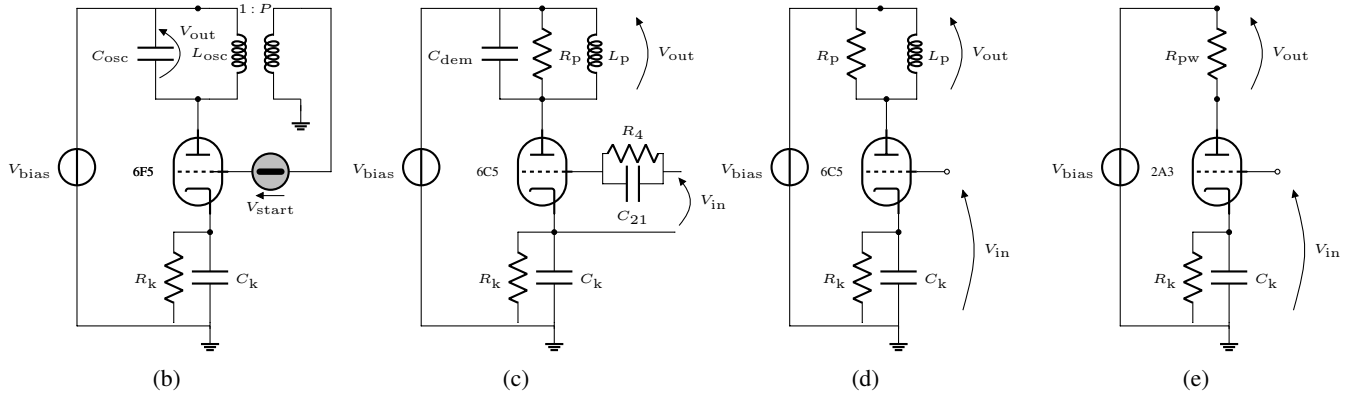 1 : P
V_out
C_osc
L_osc
V_bias
6F5
V_start
R_k
C_k
(b)
C_dem
R_p
L_p
V_out
V_bias
6C5
R_4
C_21
V_in
R_k
C_k
(c)
R_p
L_p
V_out
V_bias
6C5
V_in
R_k
C_k
(d)
R_pw
V_out
V_bias
2A3
V_in
R_k
C_k
(e)